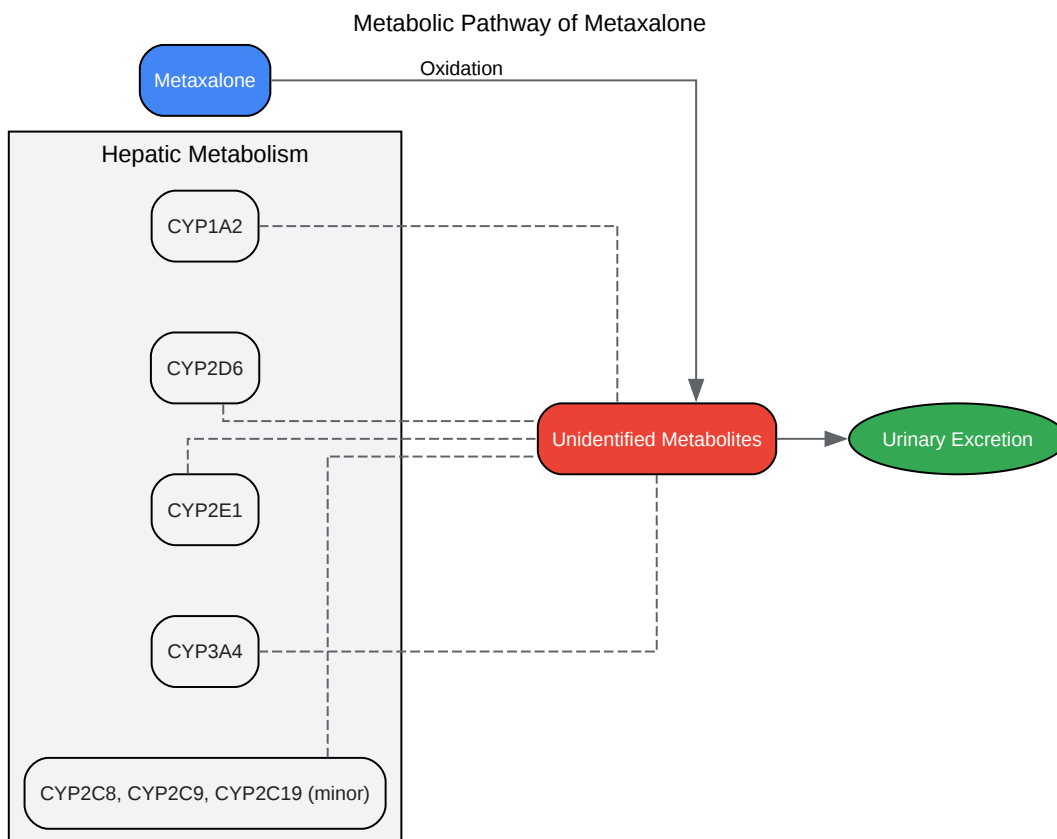 Metabolic Pathway of Metaxalone
Metaxalone
Oxidation
Hepatic Metabolism
CYP1A2
CYP2D6
Unidentified Metabolites
Urinary Excretion
CYP2E1
CYP3A4
CYP2C8, CYP2C9, CYP2C19 (minor)